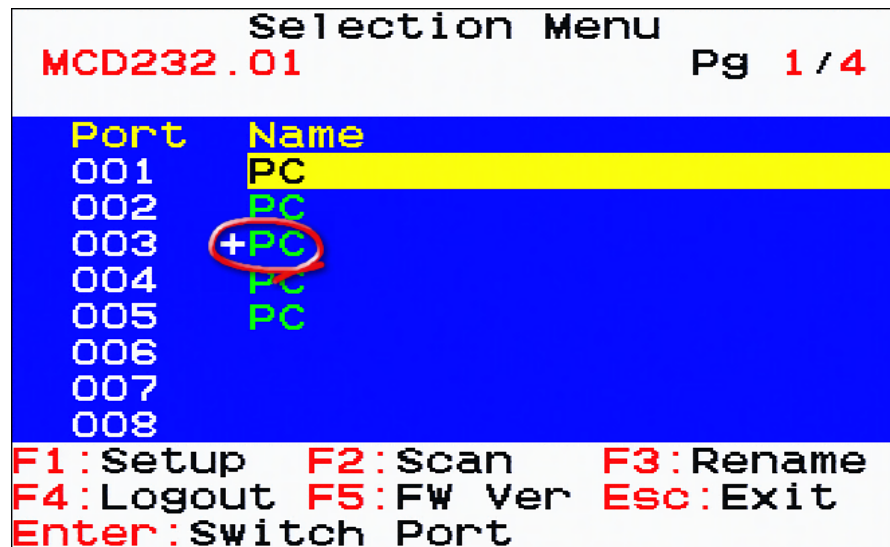 Selection Menu
MCD232.01 Pg 1/4
Port Name
001 PC
002 PC
003 +PC
004 PC
005 PC
006
007
008
F1:Setup F2:Scan F3:Rename
F4:Logout F5:FW Ver Esc:Exit
Enter:Switch Port